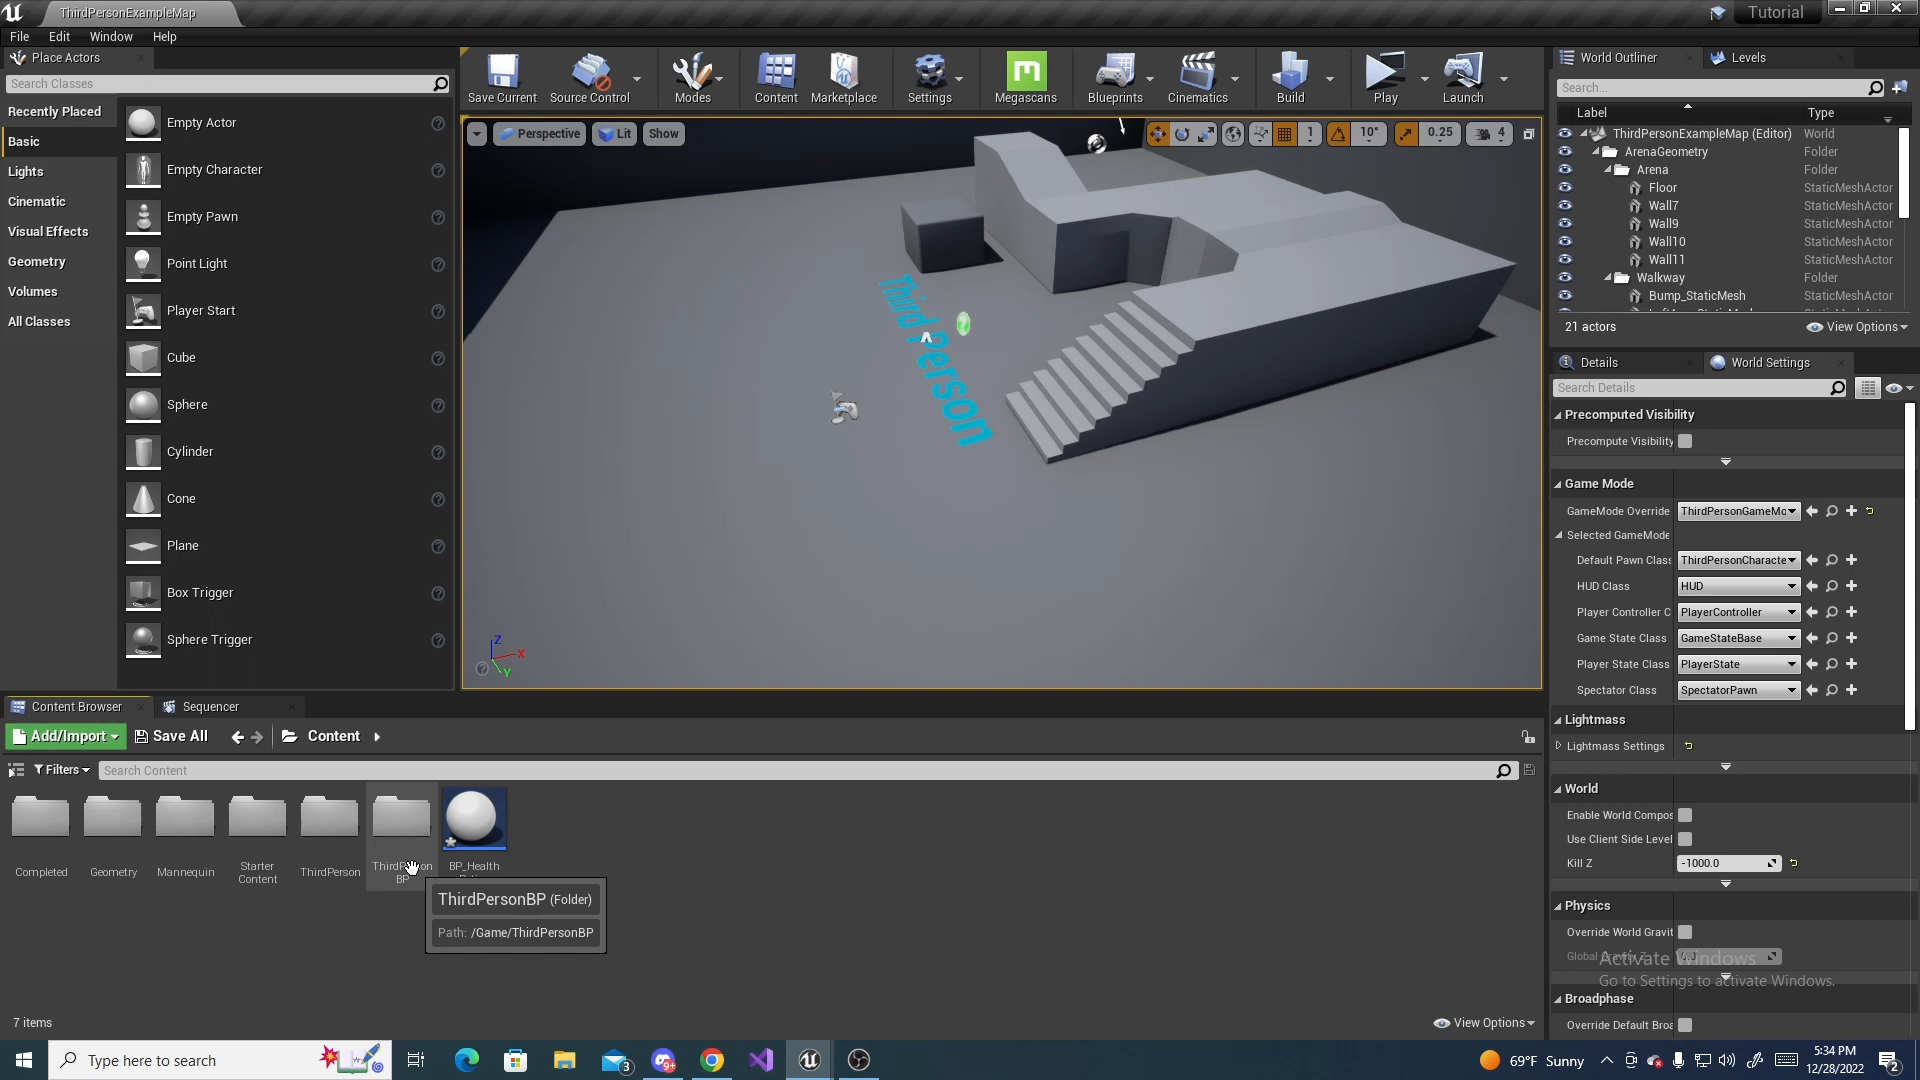 ThirdPersonExampleMap
Tutorial
File Edit Window Help
Place Actors
Search Classes
Recently Placed
Basic
Lights
Cinematic
Visual Effects
Geometry
Volumes
All Classes
Empty Actor
Empty Character
Empty Pawn
Point Light
Player Start
Cube
Sphere
Cylinder
Cone
Plane
Box Trigger
Sphere Trigger
Save Current
Source Control
Modes
Content
Marketplace
Settings
Megascans
Blueprints
Cinematics
Build
Play
Launch
Perspective
Lit
Show
1
10°
0.25
4
Third Person
Z
X
Y
World Outliner
Levels
Search...
Label Type
ThirdPersonExampleMap (Editor) World
ArenaGeometry Folder
Arena Folder
Floor StaticMeshActor
Wall7 StaticMeshActor
Wall9 StaticMeshActor
Wall10 StaticMeshActor
Wall11 StaticMeshActor
Walkway Folder
Bump_StaticMesh StaticMeshActor
21 actors
View Options
Details
World Settings
Search Details
Precomputed Visibility
Precompute Visibility
Game Mode
GameMode Override ThirdPersonGameMo
Selected GameMode
Default Pawn Class ThirdPersonCharacte
HUD Class HUD
Player Controller C PlayerController
Game State Class GameStateBase
Player State Class PlayerState
Spectator Class SpectatorPawn
Lightmass
Lightmass Settings
World
Enable World Compos
Use Client Side Level
Kill Z -1000.0
Physics
Override World Gravit
Activate Windows
Go to Settings to activate Windows.
Broadphase
Override Default Broa
Content Browser
Sequencer
Add/Import
Save All
Content
Filters
Search Content
Completed
Geometry
Mannequin
Starter
Content
ThirdPerson
BP_Health
ThirdPersonBP (Folder)
Path: /Game/ThirdPersonBP
7 items
View Options
Type here to search
3
9+
69°F Sunny
5:34 PM
12/28/2022
2